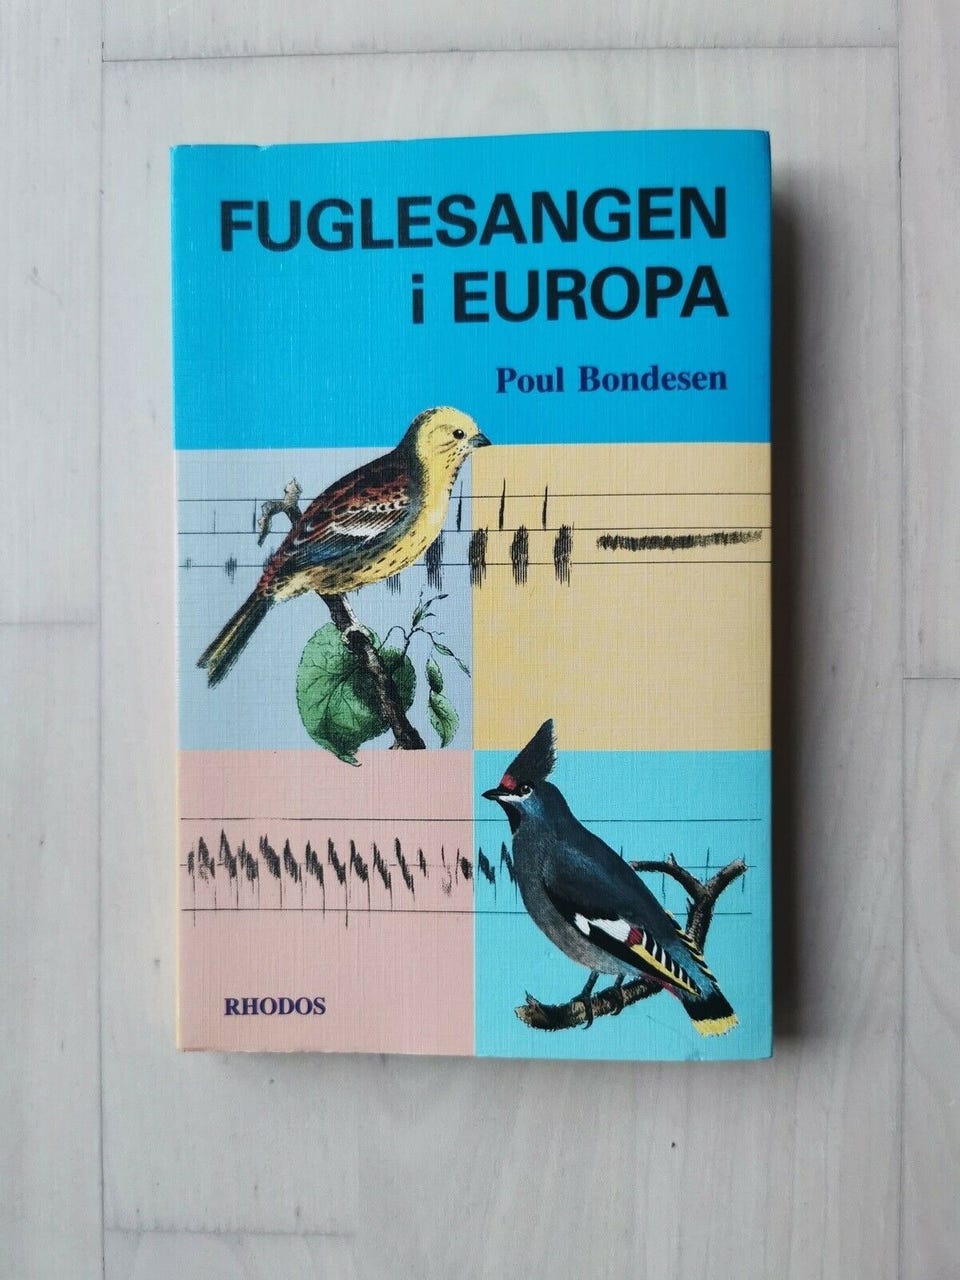 FUGLESANGEN
i EUROPA
Poul Bondesen
RHODOS